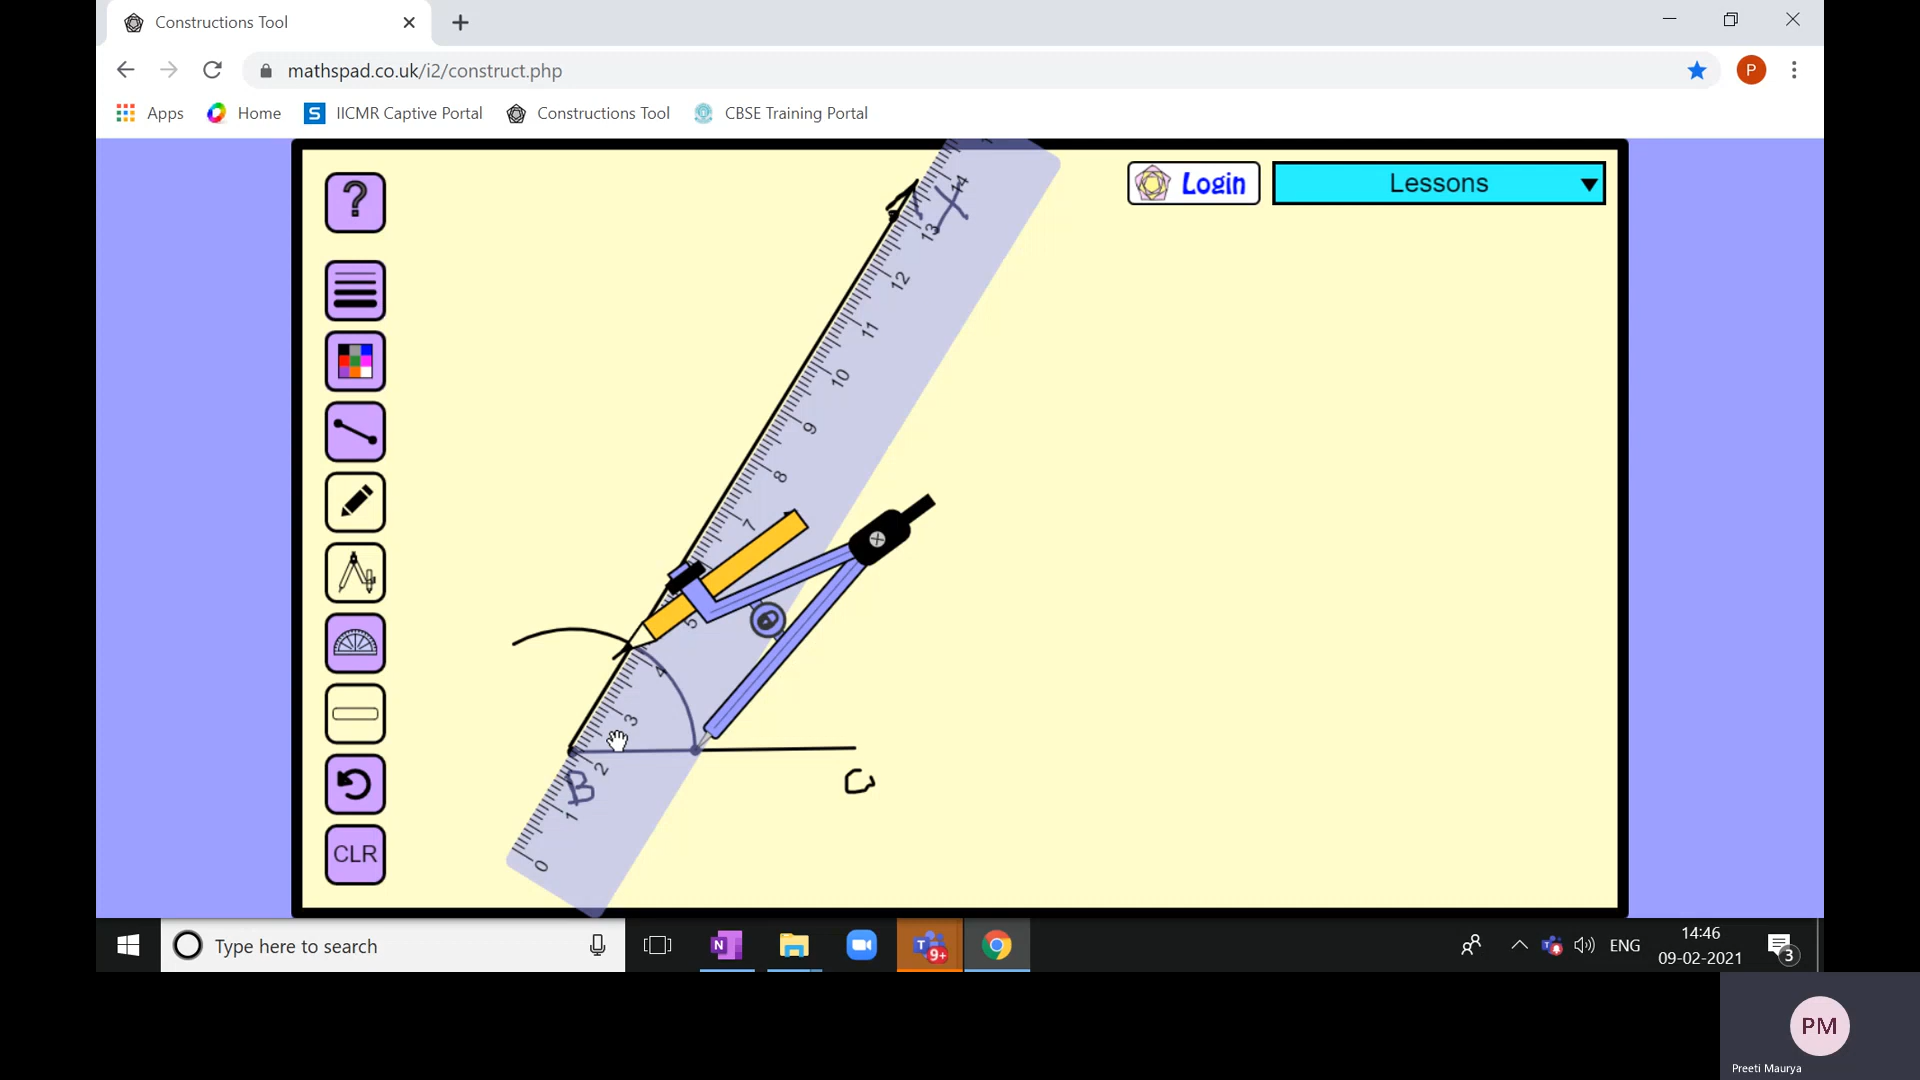 Constructions Tool
mathspad.co.uk/i2/construct.php
P
Apps
Home
S
IICMR Captive Portal
Constructions Tool
CBSE Training Portal
?
Login
Lessons
X
14
13
12
11
10
9
8
7
5
4
3
2
1
0
B
C
CLR
Type here to search
N
T
9+
ENG
14:46
09-02-2021
3
PM
Preeti Maurya